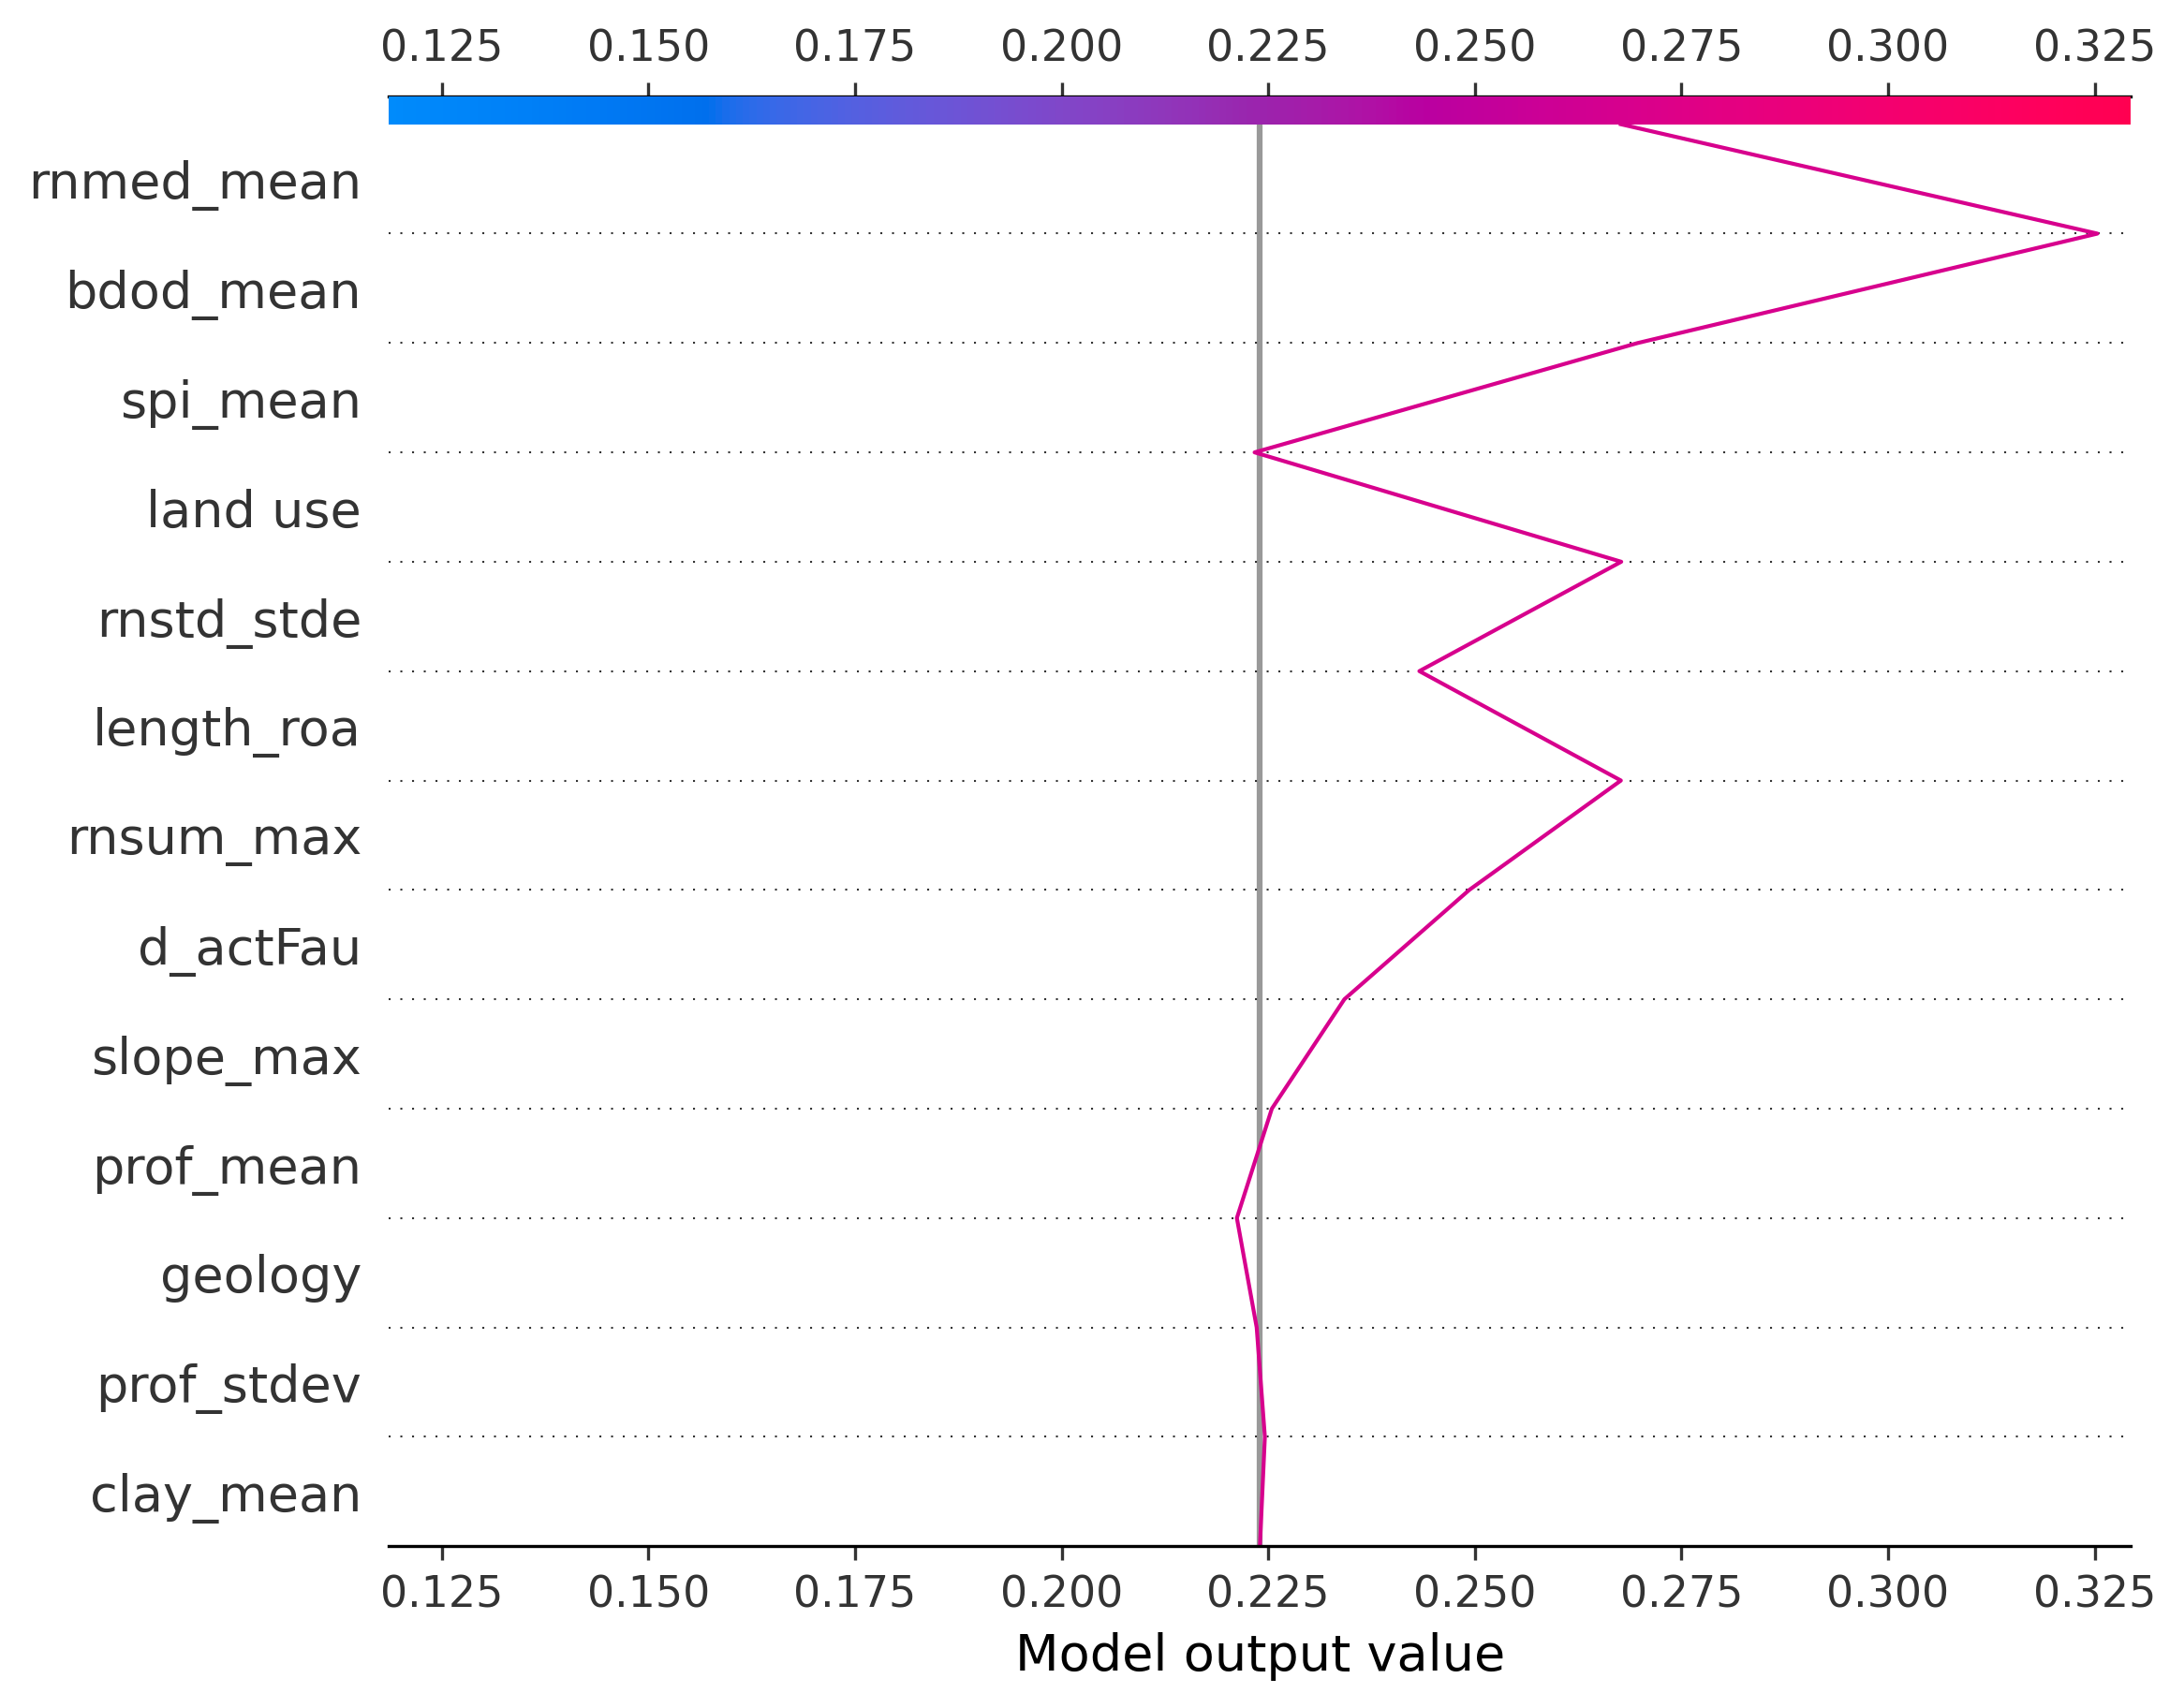 0.125 0.150 0.175 0.200 0.225 0.250 0.275 0.300 0.325
rnmed_mean
bdod_mean
spi_mean
land use
rnstd_stde
length_roa
rnsum_max
d_actFau
slope_max
prof_mean
geology
prof_stdev
clay_mean
0.125 0.150 0.175 0.200 0.225 0.250 0.275 0.300 0.325
Model output value